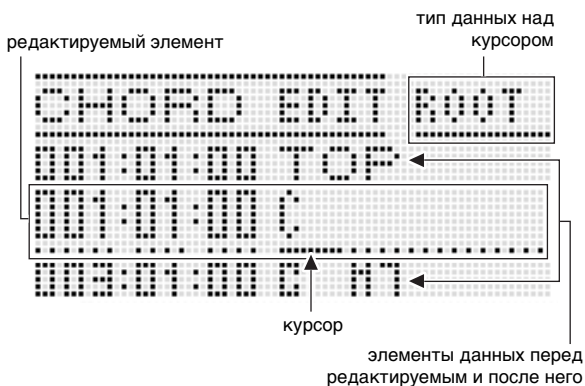 тип данных над
курсором
редактируемый элемент
CHORD EDIT ROOT
001:01:00 TOP
001:01:00 C
003:01:00 C A7
курсор
элементы данных перед
редактируемым и после него